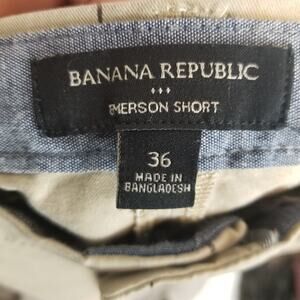 BANANA REPUBLIC
EMERSON SHORT
36
MADE IN
BANGLADESH